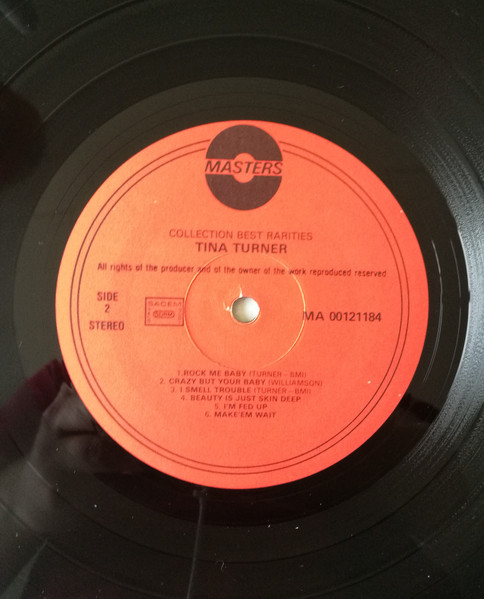 MASTERS
COLLECTION BEST RARITIES
TINA TURNER
All rights of the producer and of the owner of the work reproduced reserved
SIDE
2
STEREO
SACEM
SDRM
MA 00121184
1.ROCK ME BABY (TURNER - BMI)
2. CRAZY BUT YOUR BABY (WILLIAMSON)
3. I SMELL TROUBLE (TURNER - BMI)
4. BEAUTY IS JUST SKIN DEEP
5. I'M FED UP
6. MAKE'EM WAIT